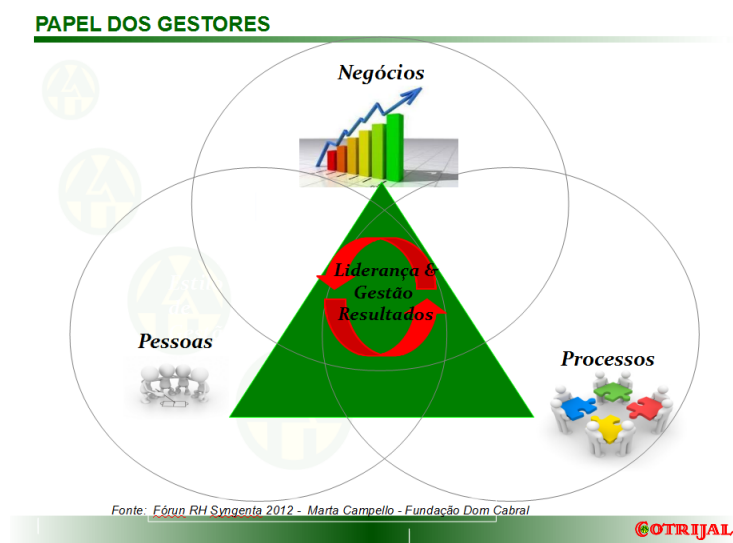 PAPEL DOS GESTORES
Negócios
Liderança &
Gestão
Resultados
Pessoas
Processos
Fonte: Fórun RH Syngenta 2012 - Marta Campello - Fundação Dom Cabral
COTRIJAL